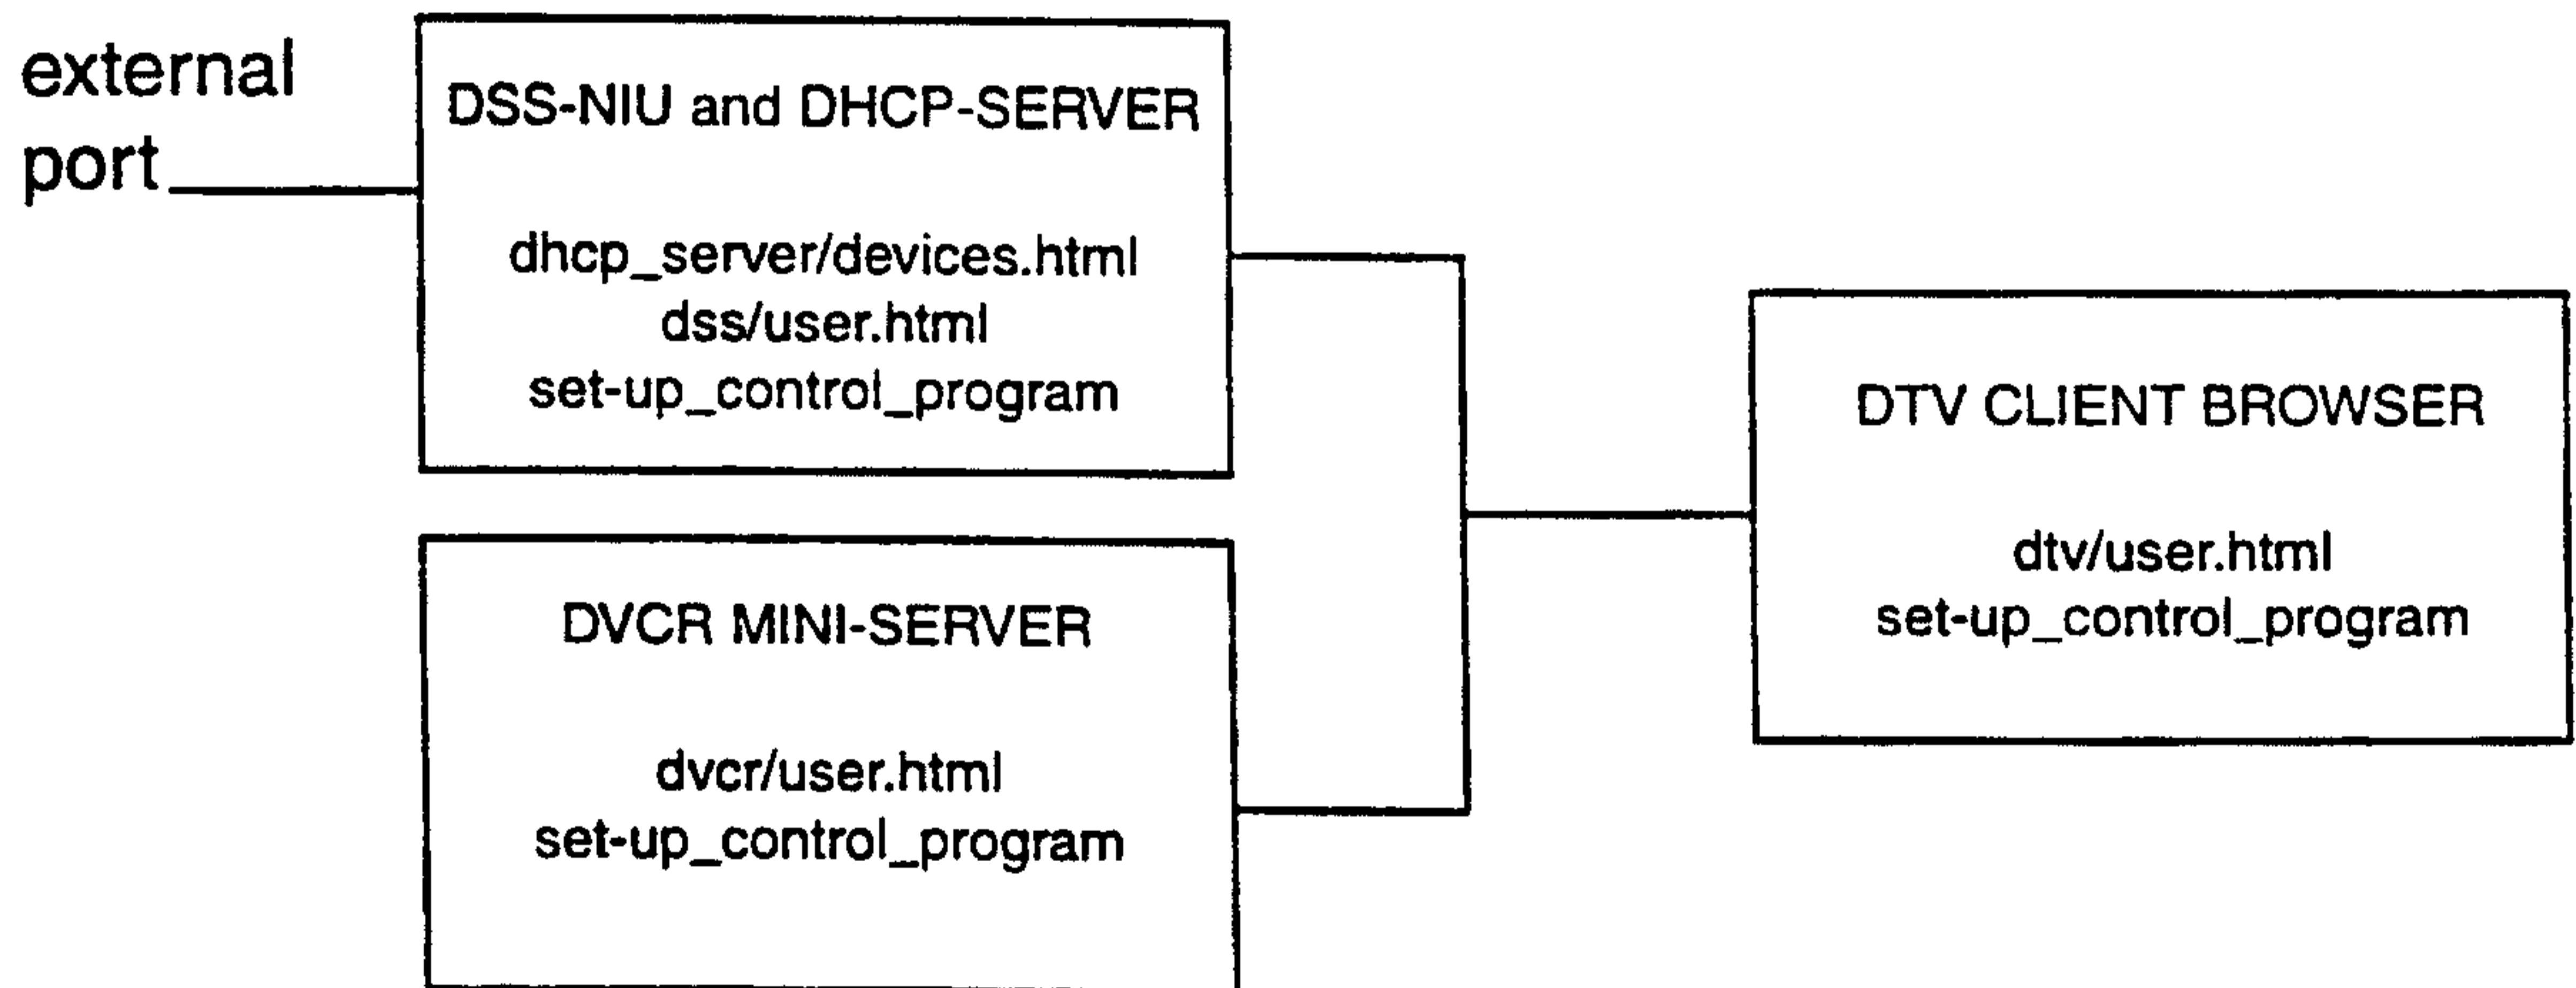 external
port
DSS-NIU and DHCP-SERVER
dhcp_server/devices.html
dss/user.html
set-up_control_program
DVCR MINI-SERVER
dvcr/user.html
set-up_control_program
DTV CLIENT BROWSER
dtv/user.html
set-up_control_program